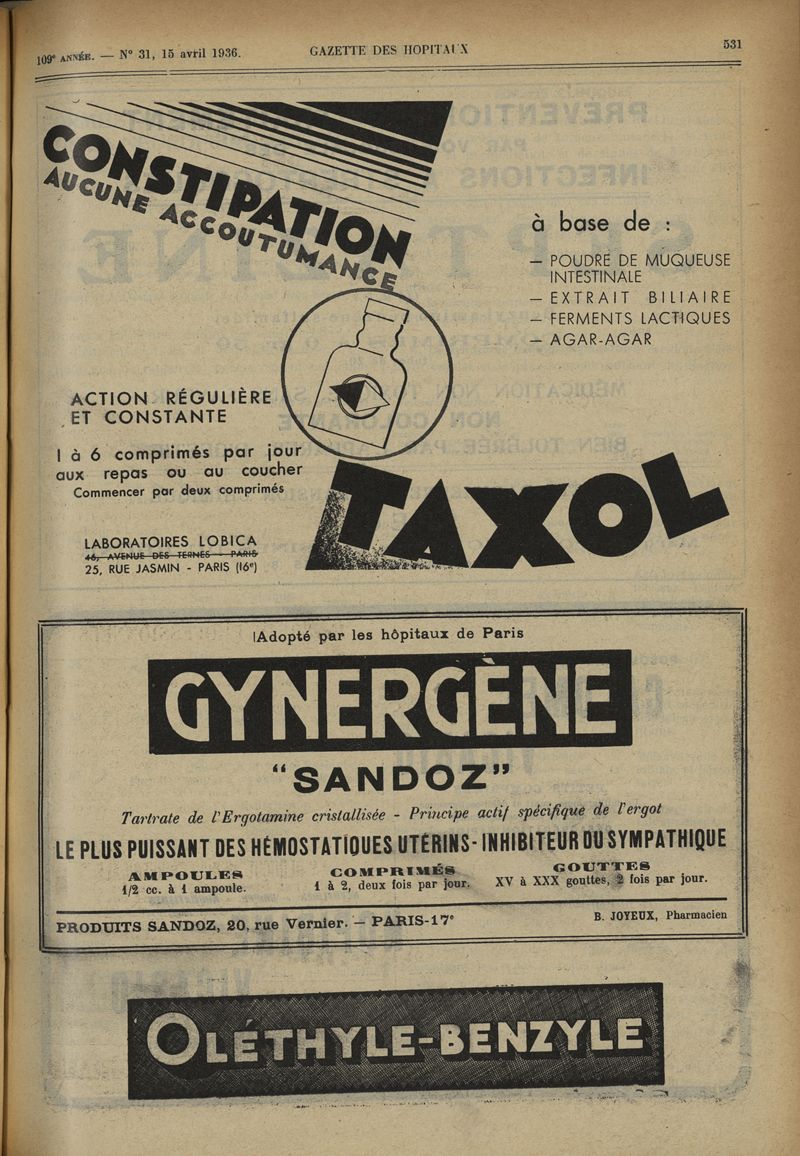 109e ANNÉE. — N° 31, 15 avril 1936. GAZETTE DES HOPITAUX 531
CONSTIPATION
AUCUNE ACCOUTUMANCE
à base de :
— POUDRE DE MUQUEUSE
INTESTINALE
— EXTRAIT BILIAIRE
— FERMENTS LACTIQUES
— AGAR-AGAR
ACTION RÉGULIÈRE
ET CONSTANTE
1 à 6 comprimés par jour
aux repas ou au coucher
Commencer par deux comprimés
TAXOL
LABORATOIRES LOBICA
46, AVENUE DES TERNES - PARIS
25, RUE JASMIN - PARIS (16e)
Adopté par les hôpitaux de Paris
GYNERGÈNE
“SANDOZ”
Tartrate de l'Ergotamine cristallisée - Principe actif spécifique de l'ergot
LE PLUS PUISSANT DES HÉMOSTATIQUES UTÉRINS - INHIBITEUR DU SYMPATHIQUE
AMPOULES COMPRIMÉS GOUTTES
1/2 cc. à 1 ampoule. 1 à 2, deux fois par jour. XV à XXX gouttes, 2 fois par jour.
PRODUITS SANDOZ, 20, rue Vernier. — PARIS-17e B. JOYEUX, Pharmacien
OLÉTHYLE-BENZYLE